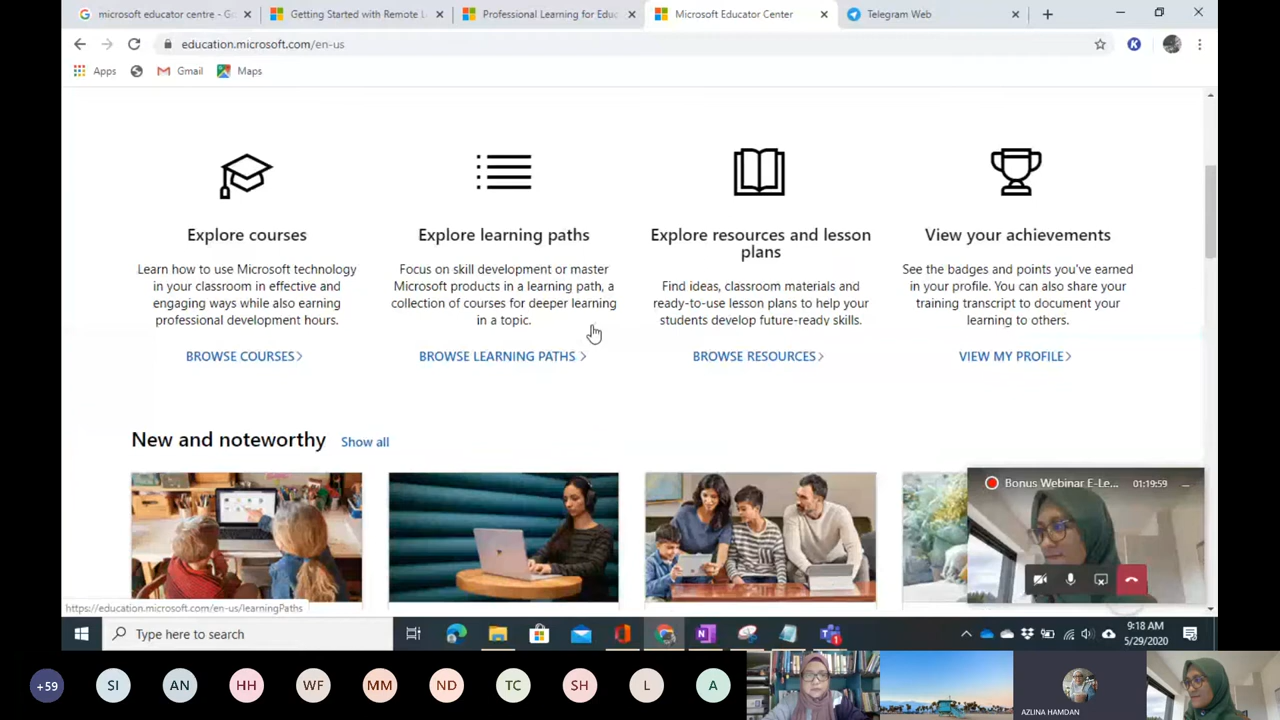 microsoft educator centre - Go
Getting Started with Remote L
Professional Learning for Educ
Microsoft Educator Center
Telegram Web
education.microsoft.com/en-us
Apps
Gmail
Maps
Explore courses
Learn how to use Microsoft technology
in your classroom in effective and
engaging ways while also earning
professional development hours.
BROWSE COURSES
Explore learning paths
Focus on skill development or master
Microsoft products in a learning path, a
collection of courses for deeper learning
in a topic.
BROWSE LEARNING PATHS
Explore resources and lesson
plans
Find ideas, classroom materials and
ready-to-use lesson plans to help your
students develop future-ready skills.
BROWSE RESOURCES
View your achievements
See the badges and points you've earned
in your profile. You can also share your
training transcript to document your
learning to others.
VIEW MY PROFILE
New and noteworthy Show all
Bonus Webinar E-Le... 01:19:59
https://education.microsoft.com/en-us/learningPaths
Type here to search
9:18 AM
5/29/2020
+59 SI AN HH WF MM ND TC SH L A
AZLINA HAMDAN